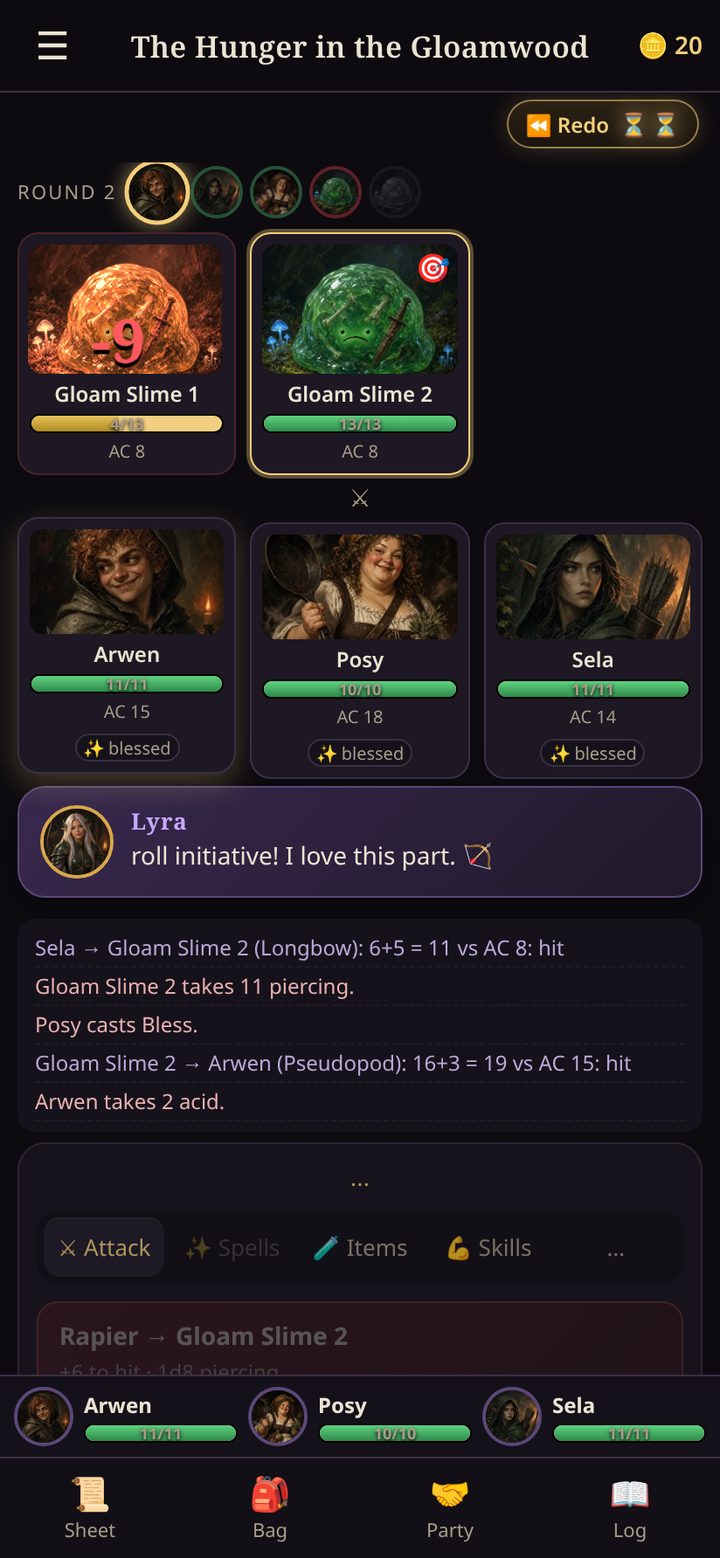 ☰ The Hunger in the Gloamwood 🪙 20
⏪ Redo ⏳ ⏳
ROUND 2
-9
Gloam Slime 1
4/13
AC 8
Gloam Slime 2
13/13
AC 8
⚔
Arwen
11/11
AC 15
✨ blessed
Posy
10/10
AC 18
✨ blessed
Sela
11/11
AC 14
✨ blessed
Lyra
roll initiative! I love this part. 🏹
Sela → Gloam Slime 2 (Longbow): 6+5 = 11 vs AC 8: hit
Gloam Slime 2 takes 11 piercing.
Posy casts Bless.
Gloam Slime 2 → Arwen (Pseudopod): 16+3 = 19 vs AC 15: hit
Arwen takes 2 acid.
...
⚔ Attack ✨ Spells 🧪 Items 💪 Skills ...
Rapier → Gloam Slime 2
+6 to hit · 1d8 piercing
Arwen
11/11
Posy
10/10
Sela
11/11
Sheet
Bag
Party
Log